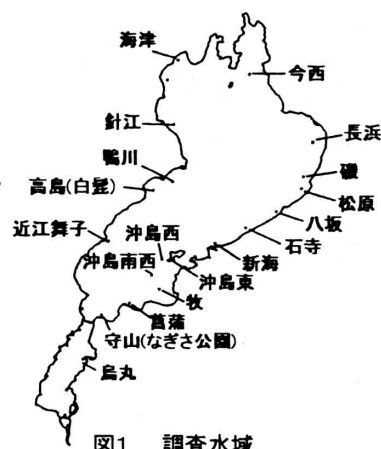 海津
今西
針江
長浜
鴨川
磯
高島(白髭)
松原
八坂
近江舞子
沖島西
石寺
新海
沖島南西
沖島東
牧
菖蒲
守山(なぎさ公園)
烏丸
図1 調査水域